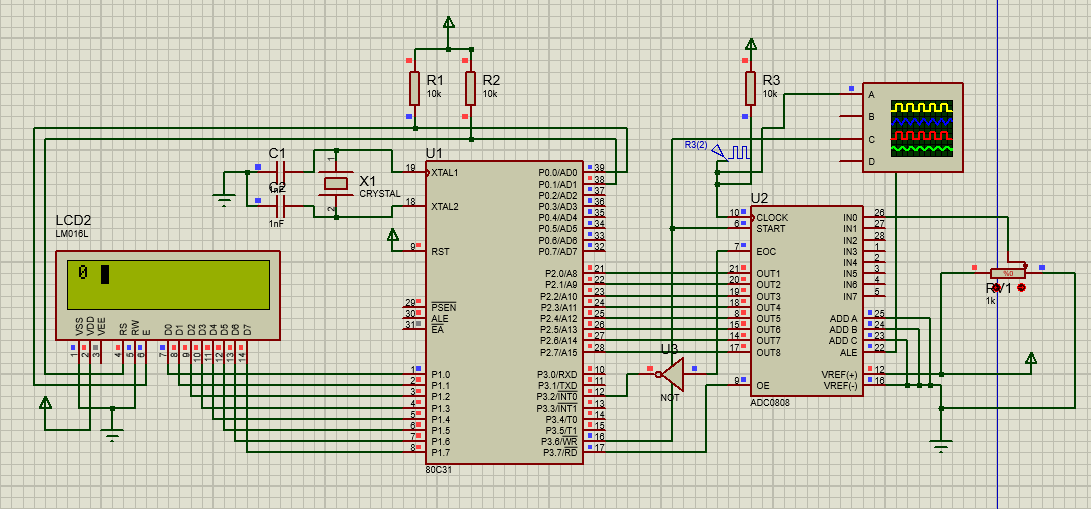 R1
10k
R2
10k
R3
10k
A
B
C
D
R3(2)
C1
1nF
C2
1nF
X1
CRYSTAL
1
2
U1
19 XTAL1
18 XTAL2
9 RST
29 PSEN
30 ALE
31 EA
1 P1.0
2 P1.1
3 P1.2
4 P1.3
5 P1.4
6 P1.5
7 P1.6
8 P1.7
P0.0/AD0 39
P0.1/AD1 38
P0.2/AD2 37
P0.3/AD3 36
P0.4/AD4 35
P0.5/AD5 34
P0.6/AD6 33
P0.7/AD7 32
P2.0/A8 21
P2.1/A9 22
P2.2/A10 23
P2.3/A11 24
P2.4/A12 25
P2.5/A13 26
P2.6/A14 27
P2.7/A15 28
P3.0/RXD 10
P3.1/TXD 11
P3.2/INT0 12
P3.3/INT1 13
P3.4/T0 14
P3.5/T1 15
P3.6/WR 16
P3.7/RD 17
80C31
LCD2
LM016L
0
VSS VDD VEE RS RW E D0 D1 D2 D3 D4 D5 D6 D7
1 2 3 4 5 6 7 8 9 10 11 12 13 14
U3
NOT
U2
10 CLOCK
6 START
7 EOC
21 OUT1
20 OUT2
19 OUT3
18 OUT4
8 OUT5
15 OUT6
14 OUT7
17 OUT8
9 OE
IN0 26
IN1 27
IN2 28
IN3 1
IN4 2
IN5 3
IN6 4
IN7 5
ADD A 25
ADD B 24
ADD C 23
ALE 22
VREF(+) 12
VREF(-) 16
ADC0808
%0
RV1
1k